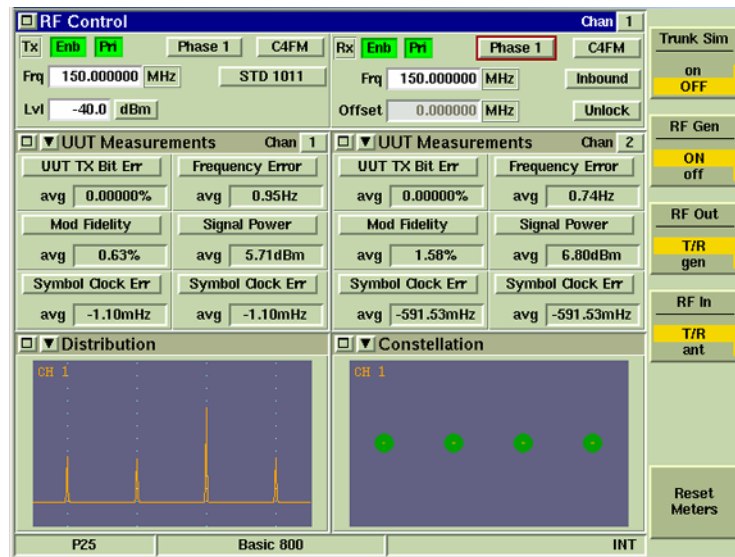 RF Control Chan 1
Tx Enb Pri Phase 1 C4FM
Frq 150.000000 MHz STD 1011
Lvl -40.0 dBm
Rx Enb Pri Phase 1 C4FM
Frq 150.000000 MHz Inbound
Offset 0.000000 MHz Unlock
UUT Measurements Chan 1
UUT TX Bit Err Frequency Error
avg 0.00000% avg 0.95Hz
Mod Fidelity Signal Power
avg 0.63% avg 5.71dBm
Symbol Clock Err Symbol Clock Err
avg -1.10mHz avg -1.10mHz
UUT Measurements Chan 2
UUT TX Bit Err Frequency Error
avg 0.00000% avg 0.74Hz
Mod Fidelity Signal Power
avg 1.58% avg 6.80dBm
Symbol Clock Err Symbol Clock Err
avg -591.53mHz avg -591.53mHz
Distribution
CH 1
Constellation
CH 1
P25 Basic 800 INT
Trunk Sim
on
OFF
RF Gen
ON
off
RF Out
T/R
gen
RF In
T/R
ant
Reset
Meters